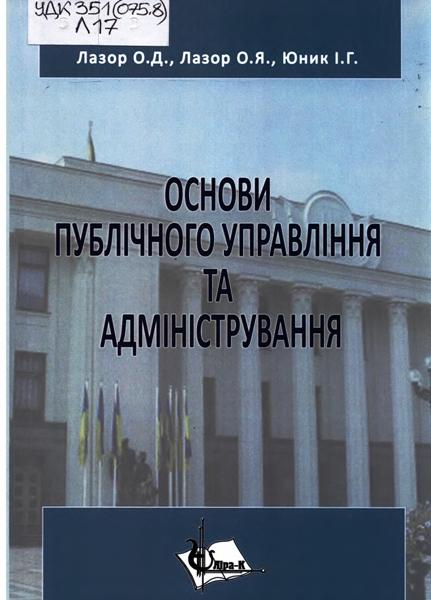 УДК 351(075.8)
Л17
Лазор О.Д., Лазор О.Я., Юник І.Г.
ОСНОВИ
ПУБЛІЧНОГО УПРАВЛІННЯ
ТА
АДМІНІСТРУВАННЯ
Ліра-К